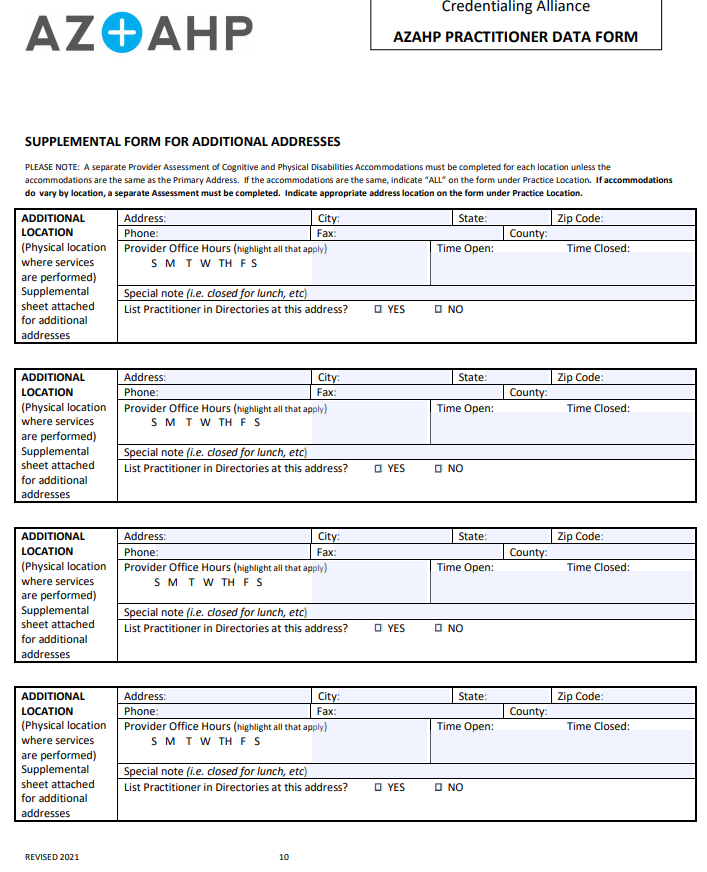 AZ AHP
Credentialing Alliance
AZAHP PRACTITIONER DATA FORM
SUPPLEMENTAL FORM FOR ADDITIONAL ADDRESSES
PLEASE NOTE: A separate Provider Assessment of Cognitive and Physical Disabilities Accommodations must be completed for each location unless the
accommodations are the same as the Primary Address. If the accommodations are the same, indicate “ALL” on the form under Practice Location. If accommodations
do vary by location, a separate Assessment must be completed. Indicate appropriate address location on the form under Practice Location.
ADDITIONAL
LOCATION
(Physical location
where services
are performed)
Supplemental
sheet attached
for additional
addresses
Address: City: State: Zip Code:
Phone: Fax: County:
Provider Office Hours (highlight all that apply) Time Open: Time Closed:
S M T W TH F S
Special note (i.e. closed for lunch, etc)
List Practitioner in Directories at this address? ☐ YES ☐ NO
ADDITIONAL
LOCATION
(Physical location
where services
are performed)
Supplemental
sheet attached
for additional
addresses
Address: City: State: Zip Code:
Phone: Fax: County:
Provider Office Hours (highlight all that apply) Time Open: Time Closed:
S M T W TH F S
Special note (i.e. closed for lunch, etc)
List Practitioner in Directories at this address? ☐ YES ☐ NO
ADDITIONAL
LOCATION
(Physical location
where services
are performed)
Supplemental
sheet attached
for additional
addresses
Address: City: State: Zip Code:
Phone: Fax: County:
Provider Office Hours (highlight all that apply) Time Open: Time Closed:
S M T W TH F S
Special note (i.e. closed for lunch, etc)
List Practitioner in Directories at this address? ☐ YES ☐ NO
ADDITIONAL
LOCATION
(Physical location
where services
are performed)
Supplemental
sheet attached
for additional
addresses
Address: City: State: Zip Code:
Phone: Fax: County:
Provider Office Hours (highlight all that apply) Time Open: Time Closed:
S M T W TH F S
Special note (i.e. closed for lunch, etc)
List Practitioner in Directories at this address? ☐ YES ☐ NO
REVISED 2021 10